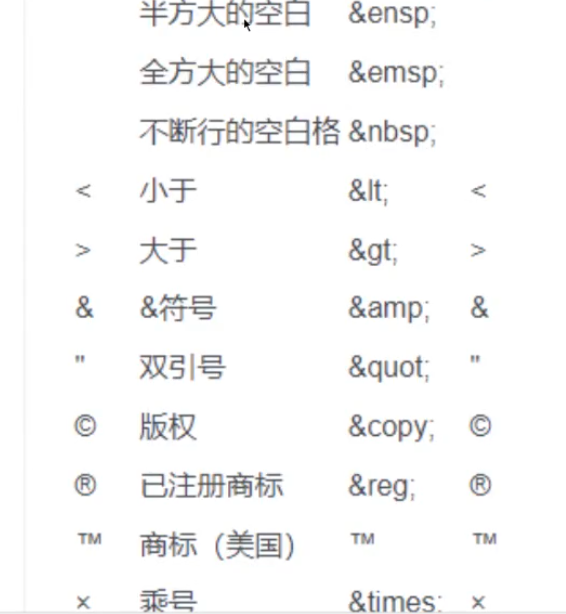 半方大的空白 &ensp;
全方大的空白 &emsp;
不断行的空白格 &nbsp;
< 小于 &lt; <
> 大于 &gt; >
& &符号 &amp; &
" 双引号 &quot; "
© 版权 &copy; ©
® 已注册商标 &reg; ®
™ 商标（美国） ™ ™
× 乘号 &times; ×